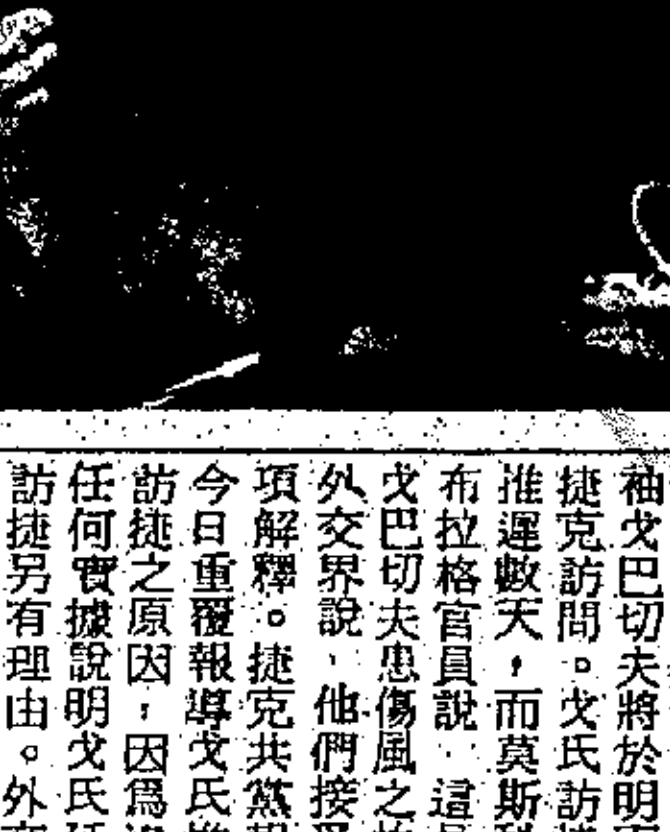 袖戈巴切夫將於明
捷克訪問。戈氏訪
推遲數天，而莫斯
布拉格官員說 這
戈巴切夫患傷風之
外交界說，他們接
項解釋。捷克共黨
今日重覆報導戈氏
訪捷之原因，因爲
任何實據說明戈氏
訪捷另有理由。外